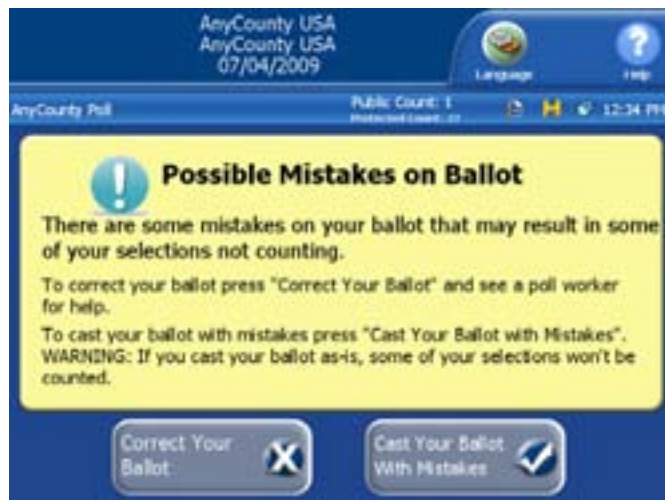 AnyCounty USA
AnyCounty USA
07/04/2009
Language
Help
AnyCounty Poll
Public Count: 1
Protected Count:
12:34 PM
Possible Mistakes on Ballot
There are some mistakes on your ballot that may result in some
of your selections not counting.
To correct your ballot press "Correct Your Ballot" and see a poll worker
for help.
To cast your ballot with mistakes press "Cast Your Ballot with Mistakes".
WARNING: If you cast your ballot as-is, some of your selections won't be
counted.
Correct Your
Ballot
Cast Your Ballot
With Mistakes